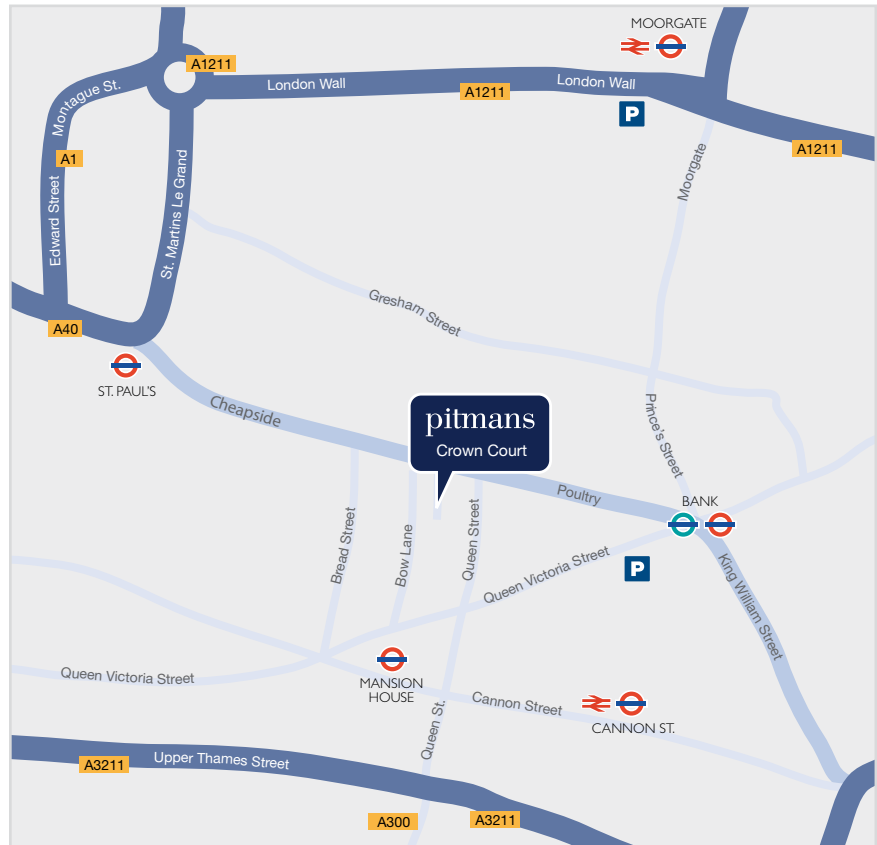 MOORGATE
A1211
London Wall
A1211
London Wall
P
Montague St.
A1211
A1
Moorgate
Edward Street
St. Martins Le Grand
Gresham Street
A40
ST. PAUL'S
Cheapside
pitmans
Crown Court
Prince's Street
Poultry
BANK
Bread Street
Bow Lane
Queen Street
Queen Victoria Street
P
King William Street
Queen Victoria Street
MANSION
HOUSE
Cannon Street
CANNON ST.
Queen St.
Upper Thames Street
A3211
A300
A3211